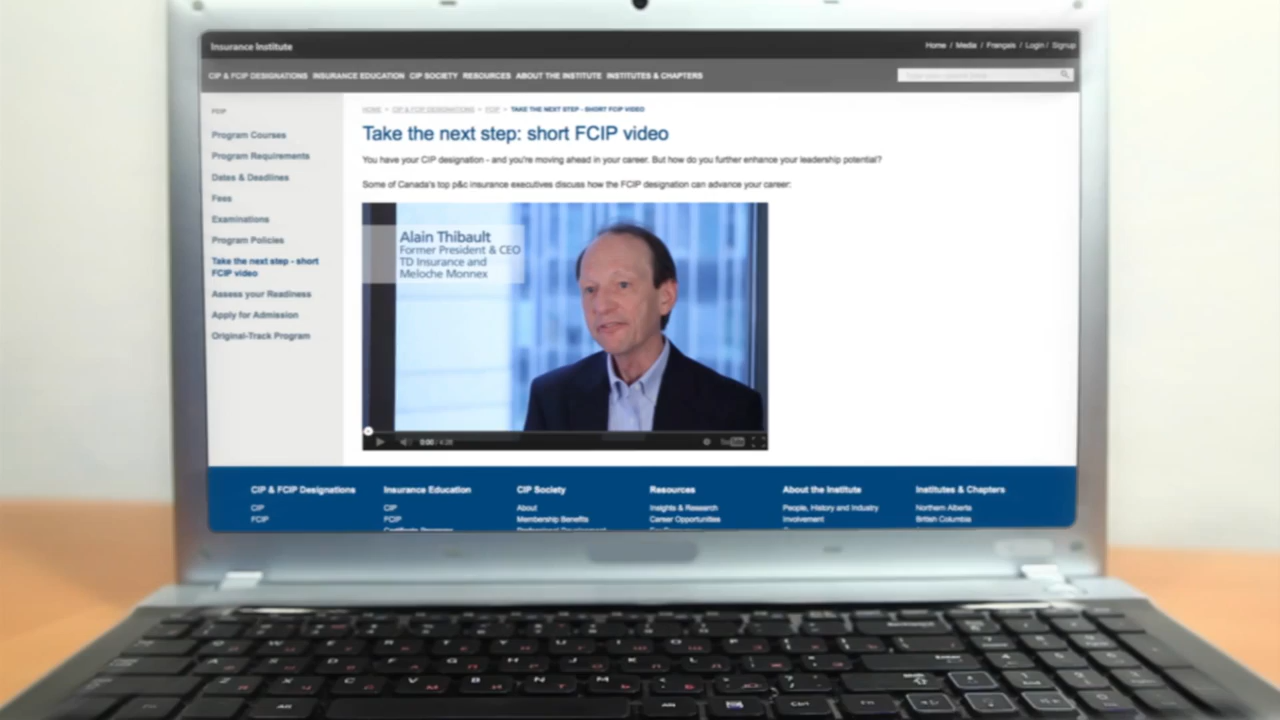 Insurance Institute
Home / Media / Français / Login / Signup
CIP & FCIP DESIGNATIONS INSURANCE EDUCATION CIP SOCIETY RESOURCES ABOUT THE INSTITUTE INSTITUTES & CHAPTERS
FCIP
Program Courses
Program Requirements
Dates & Deadlines
Fees
Examinations
Program Policies
Take the next step - short
FCIP video
Assess your Readiness
Apply for Admission
Original-Track Program
HOME CIP & FCIP DESIGNATIONS FCIP TAKE THE NEXT STEP - SHORT FCIP VIDEO
Take the next step: short FCIP video
You have your CIP designation - and you're moving ahead in your career. But how do you further enhance your leadership potential?
Some of Canada's top p&c insurance executives discuss how the FCIP designation can advance your career:
Alain Thibault
Former President & CEO
TD Insurance and
Meloche Monnex
0:00 / 4:28
CIP & FCIP Designations
CIP
FCIP
Insurance Education
CIP
FCIP
CIP Society
About
Membership Benefits
Resources
Insights & Research
Career Opportunities
About the Institute
People, History and Industry
Involvement
Institutes & Chapters
Northern Alberta
British Columbia